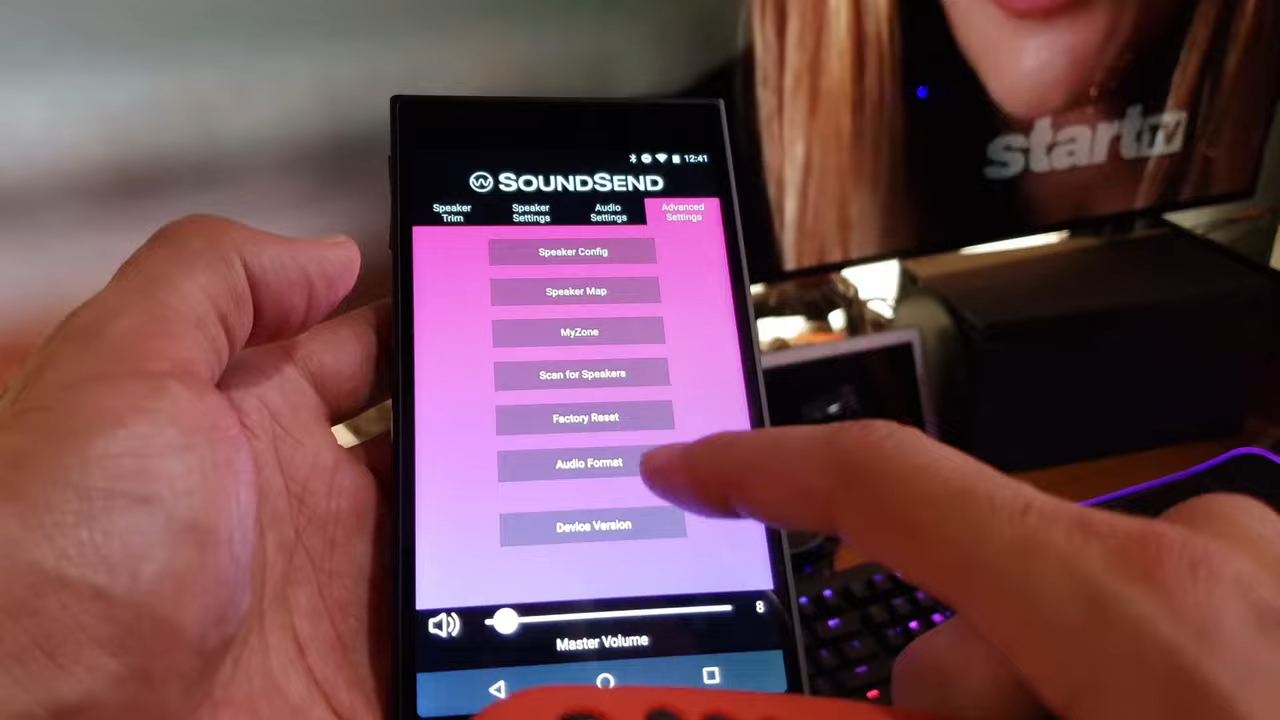 start tv
12:41
SOUNDSEND
Speaker Trim
Speaker Settings
Audio Settings
Advanced Settings
Speaker Config
Speaker Map
MyZone
Scan for Speakers
Factory Reset
Audio Format
Device Version
8
Master Volume